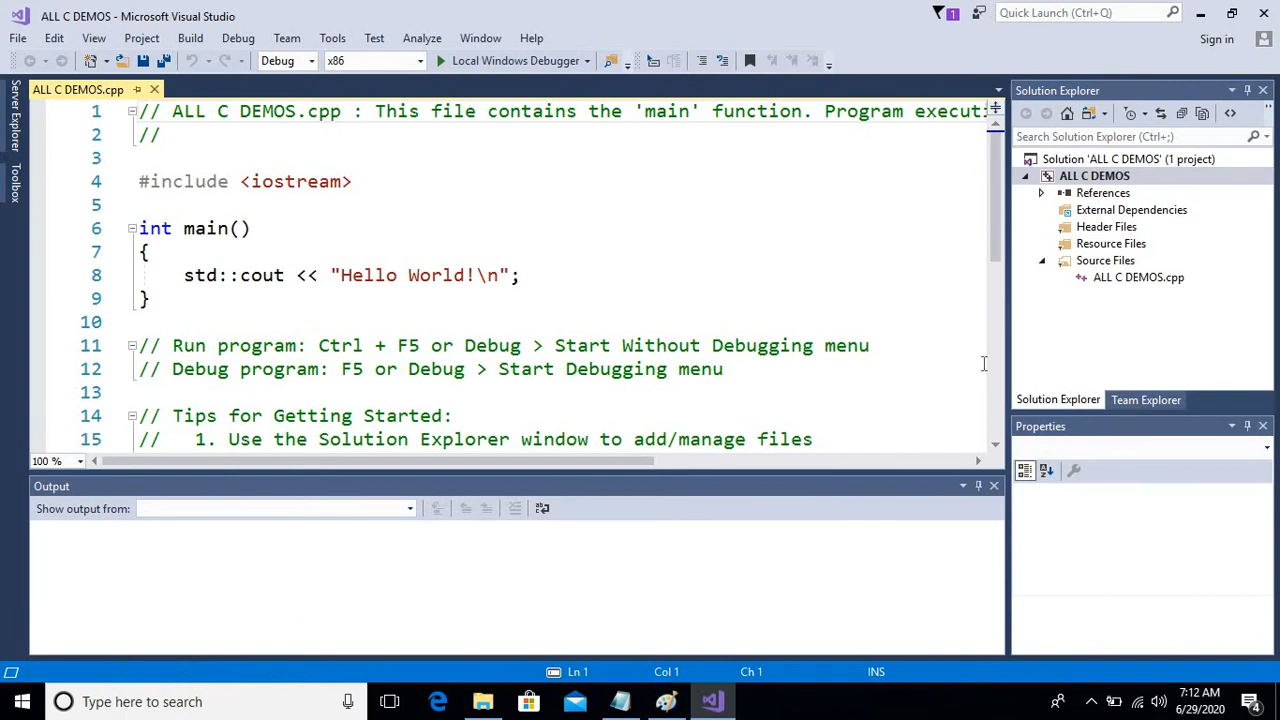 ALL C DEMOS - Microsoft Visual Studio
1
Quick Launch (Ctrl+Q)
File Edit View Project Build Debug Team Tools Test Analyze Window Help
Sign in
Debug x86 Local Windows Debugger
Server Explorer
Toolbox
ALL C DEMOS.cpp
1 // ALL C DEMOS.cpp : This file contains the 'main' function. Program executi
2 //
3
4 #include <iostream>
5
6 int main()
7 {
8 std::cout << "Hello World!\n";
9 }
10
11 // Run program: Ctrl + F5 or Debug > Start Without Debugging menu
12 // Debug program: F5 or Debug > Start Debugging menu
13
14 // Tips for Getting Started:
15 // 1. Use the Solution Explorer window to add/manage files
100 %
Output
Show output from:
Solution Explorer
Search Solution Explorer (Ctrl+;)
Solution 'ALL C DEMOS' (1 project)
ALL C DEMOS
References
External Dependencies
Header Files
Resource Files
Source Files
ALL C DEMOS.cpp
Solution Explorer Team Explorer
Properties
Ln 1 Col 1 Ch 1 INS
Type here to search
7:12 AM
6/29/2020
4